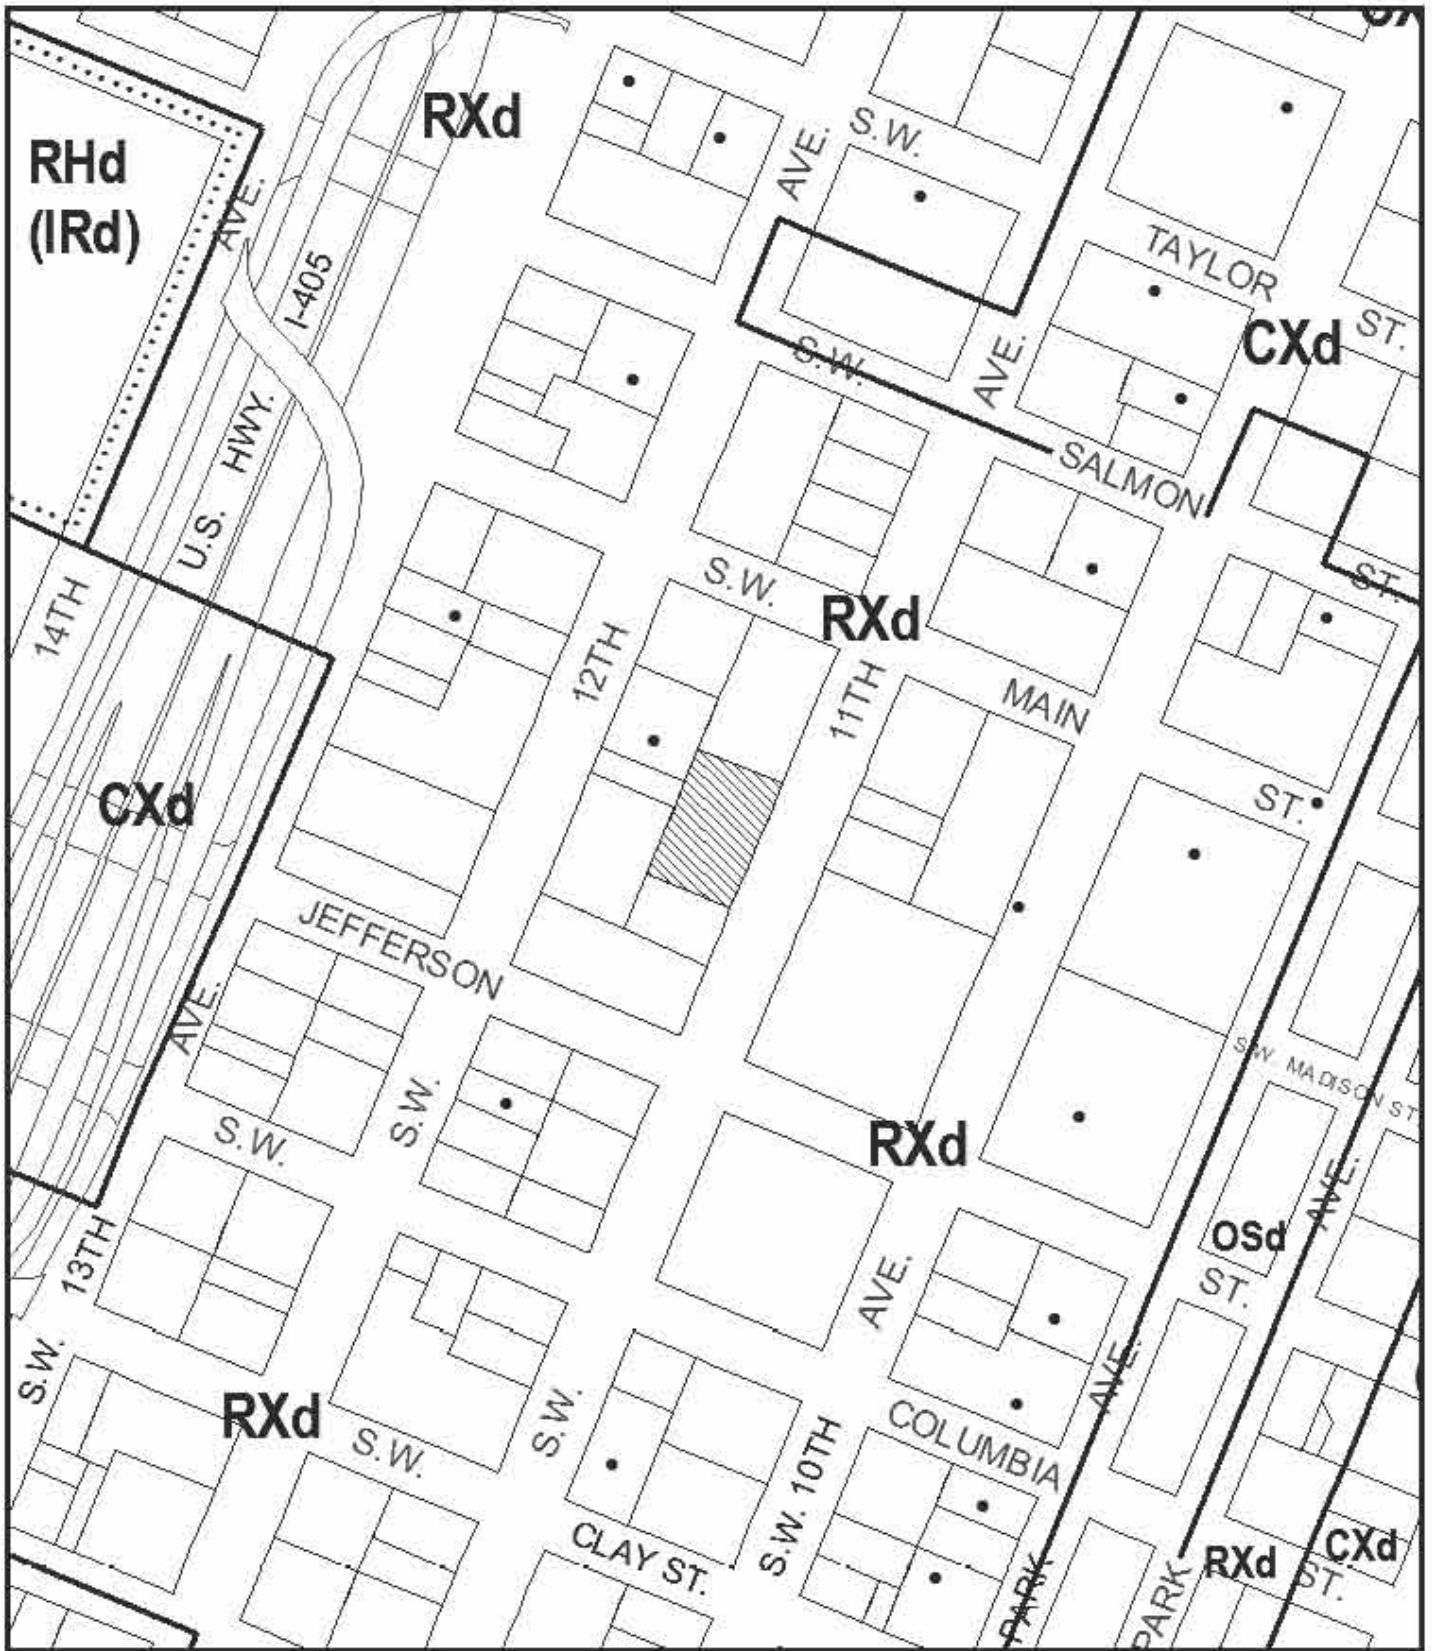 RXd
RHd
(IRd)
AVE.
I-405
HWY.
U.S.
14TH
CXd
AVE.
S.W.
TAYLOR
ST.
CXd
S.W.
AVE.
SALMON
ST.
S.W.
RXd
12TH
11TH
MAIN
ST.
JEFFERSON
AVE.
S.W.
S.W.
S.W. MADISON ST.
RXd
AVE.
OSd
ST.
13TH
AVE.
S.W.
AVE.
RXd
S.W.
S.W.
COLUMBIA
S.W. 10TH
CLAY ST.
PARK
PARK
RXd
CXd
ST.